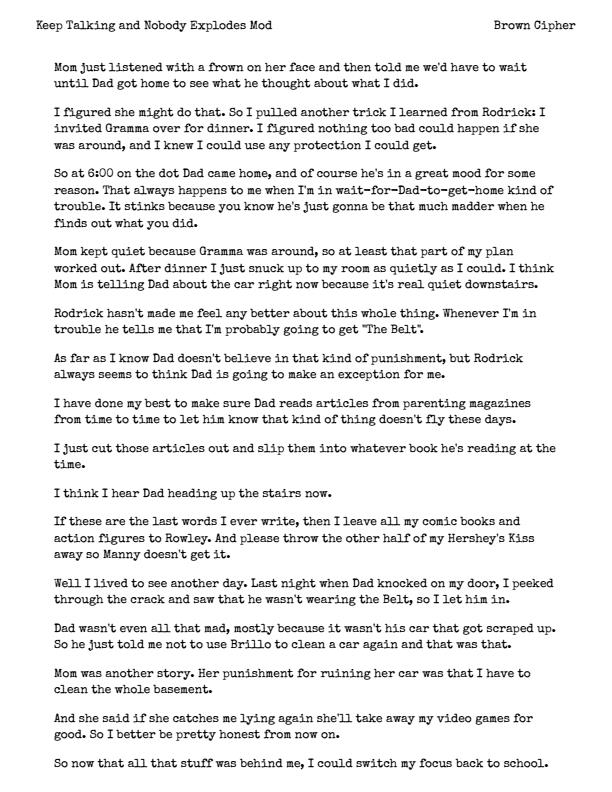 Keep Talking and Nobody Explodes Mod Brown Cipher
Mom just listened with a frown on her face and then told me we'd have to wait
until Dad got home to see what he thought about what I did.
I figured she might do that. So I pulled another trick I learned from Rodrick: I
invited Gramma over for dinner. I figured nothing too bad could happen if she
was around, and I knew I could use any protection I could get.
So at 6:00 on the dot Dad came home, and of course he's in a great mood for some
reason. That always happens to me when I'm in wait-for-Dad-to-get-home kind of
trouble. It stinks because you know he's just gonna be that much madder when he
finds out what you did.
Mom kept quiet because Gramma was around, so at least that part of my plan
worked out. After dinner I just snuck up to my room as quietly as I could. I think
Mom is telling Dad about the car right now because it's real quiet downstairs.
Rodrick hasn't made me feel any better about this whole thing. Whenever I'm in
trouble he tells me that I'm probably going to get "The Belt".
As far as I know Dad doesn't believe in that kind of punishment, but Rodrick
always seems to think Dad is going to make an exception for me.
I have done my best to make sure Dad reads articles from parenting magazines
from time to time to let him know that kind of thing doesn't fly these days.
I just cut those articles out and slip them into whatever book he's reading at the
time.
I think I hear Dad heading up the stairs now.
If these are the last words I ever write, then I leave all my comic books and
action figures to Rowley. And please throw the other half of my Hershey's Kiss
away so Manny doesn't get it.
Well I lived to see another day. Last night when Dad knocked on my door, I peeked
through the crack and saw that he wasn't wearing the Belt, so I let him in.
Dad wasn't even all that mad, mostly because it wasn't his car that got scraped up.
So he just told me not to use Brillo to clean a car again and that was that.
Mom was another story. Her punishment for ruining her car was that I have to
clean the whole basement.
And she said if she catches me lying again she'll take away my video games for
good. So I better be pretty honest from now on.
So now that all that stuff was behind me, I could switch my focus back to school.